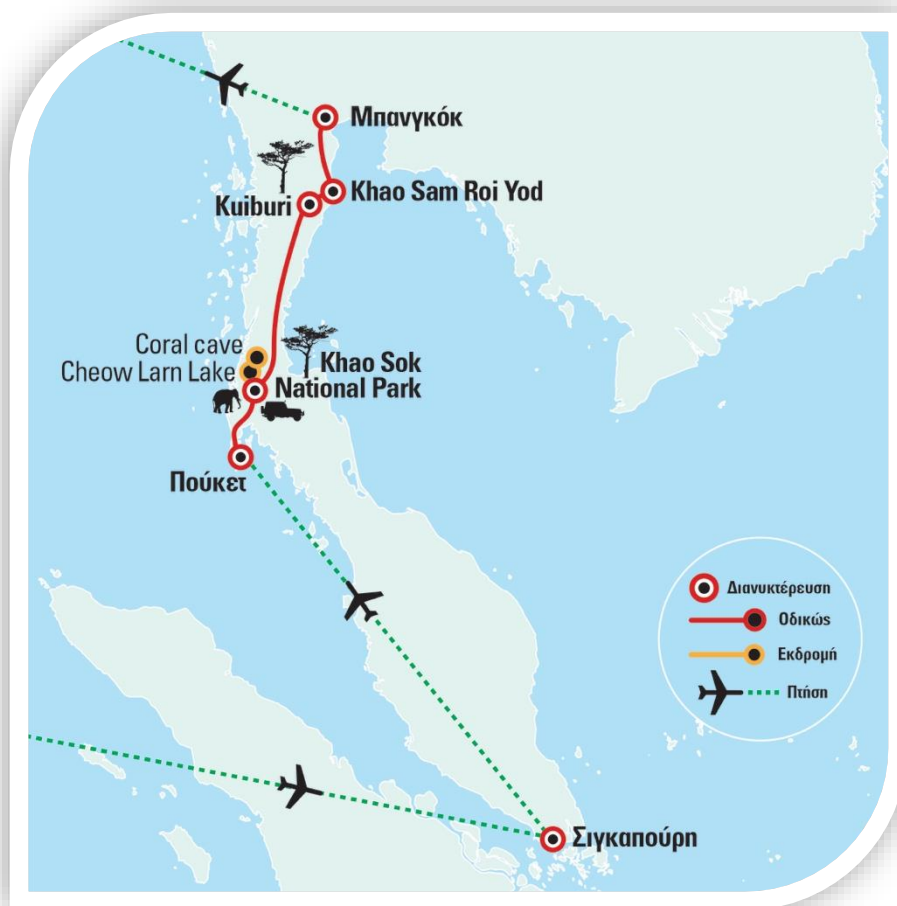 Μπανγκόκ
Khao Sam Roi Yod
Kuiburi
Coral cave
Cheow Larn Lake
Khao Sok
National Park
Πούκετ
Διανυκτέρευση
Οδικώς
Εκδρομή
Πτήση
Σιγκαπούρη